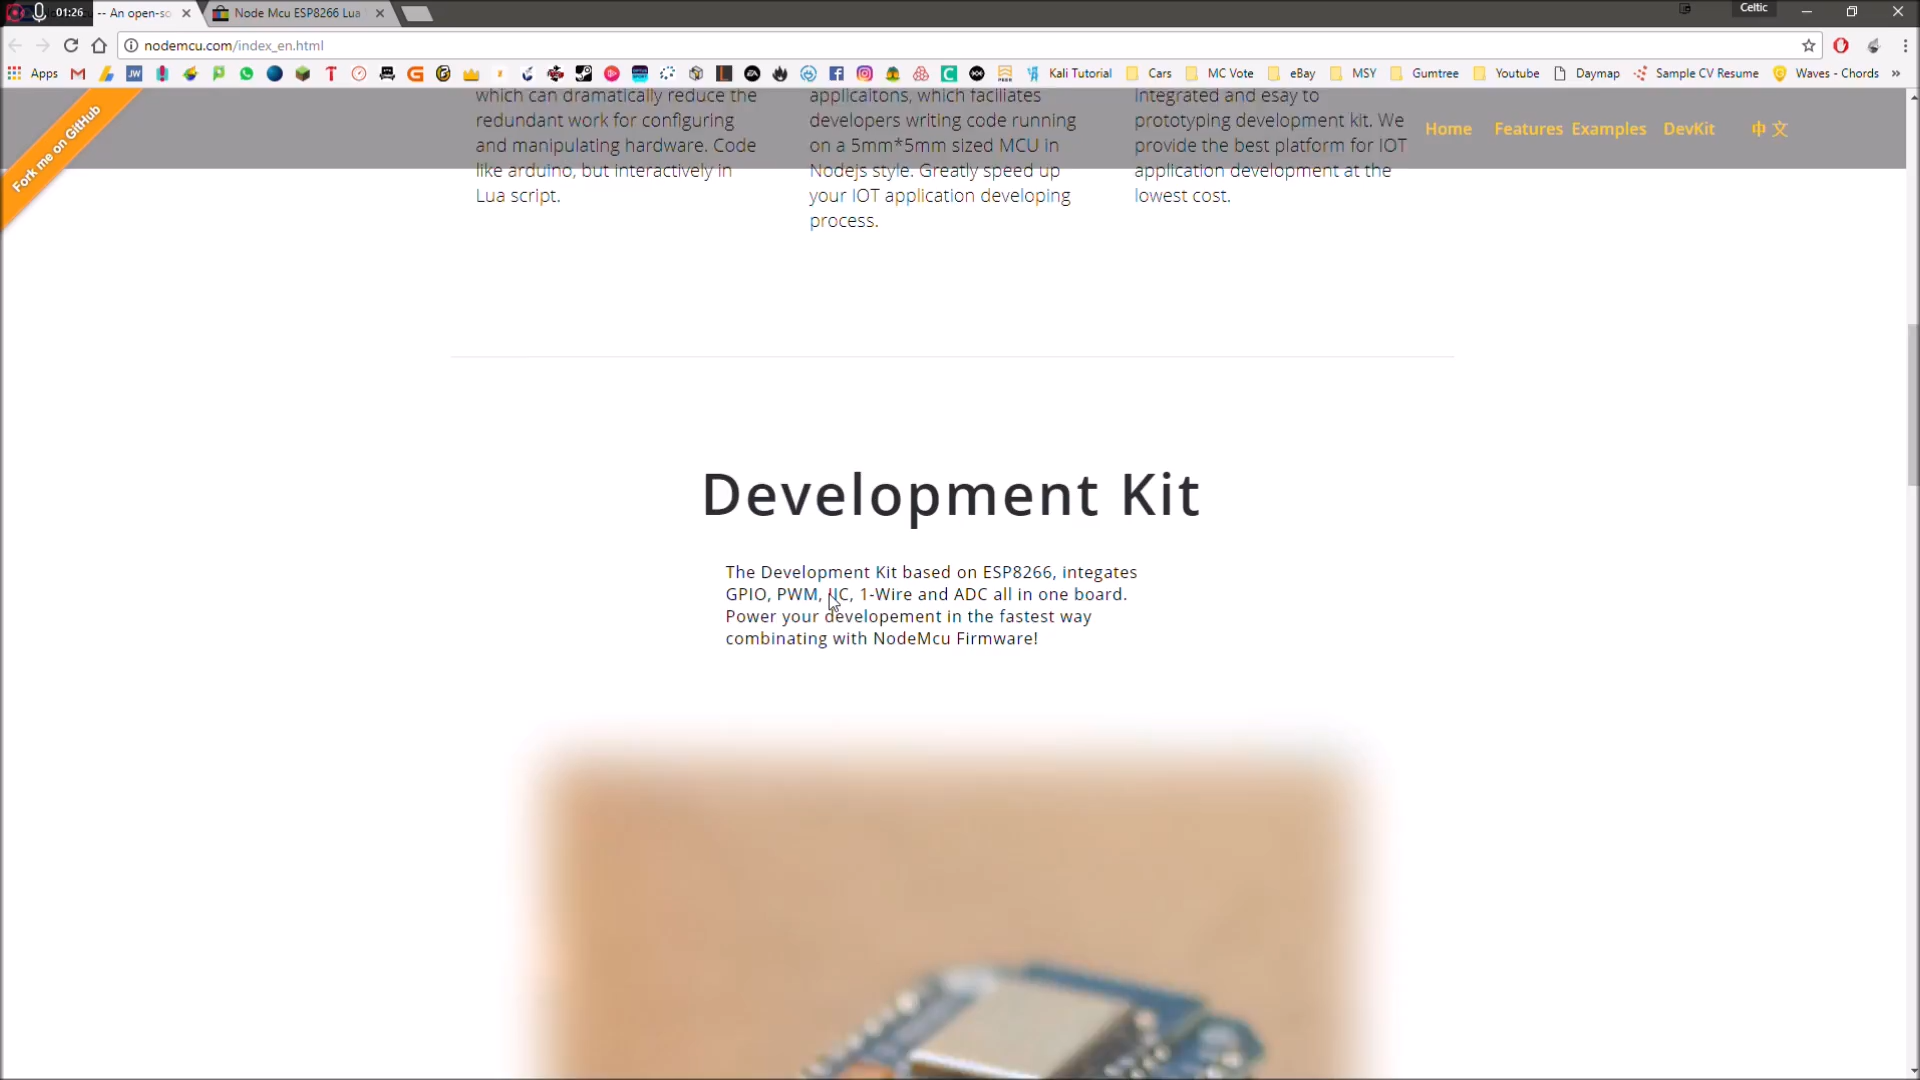 01:26
-- An open-so
Node Mcu ESP8266 Lua
Celtic
nodemcu.com/index_en.html
Apps
Kali Tutorial
Cars
MC Vote
eBay
MSY
Gumtree
Youtube
Daymap
Sample CV Resume
Waves - Chords
»
Fork me on GitHub
Home
Features
Examples
DevKit
中文
which can dramatically reduce the
redundant work for configuring
and manipulating hardware. Code
like arduino, but interactively in
Lua script.
applicaitons, which faciliates
developers writing code running
on a 5mm*5mm sized MCU in
Nodejs style. Greatly speed up
your IOT application developing
process.
Integrated and esay to
prototyping development kit. We
provide the best platform for IOT
application development at the
lowest cost.
Development Kit
The Development Kit based on ESP8266, integates
GPIO, PWM, IIC, 1-Wire and ADC all in one board.
Power your developement in the fastest way
combinating with NodeMcu Firmware!